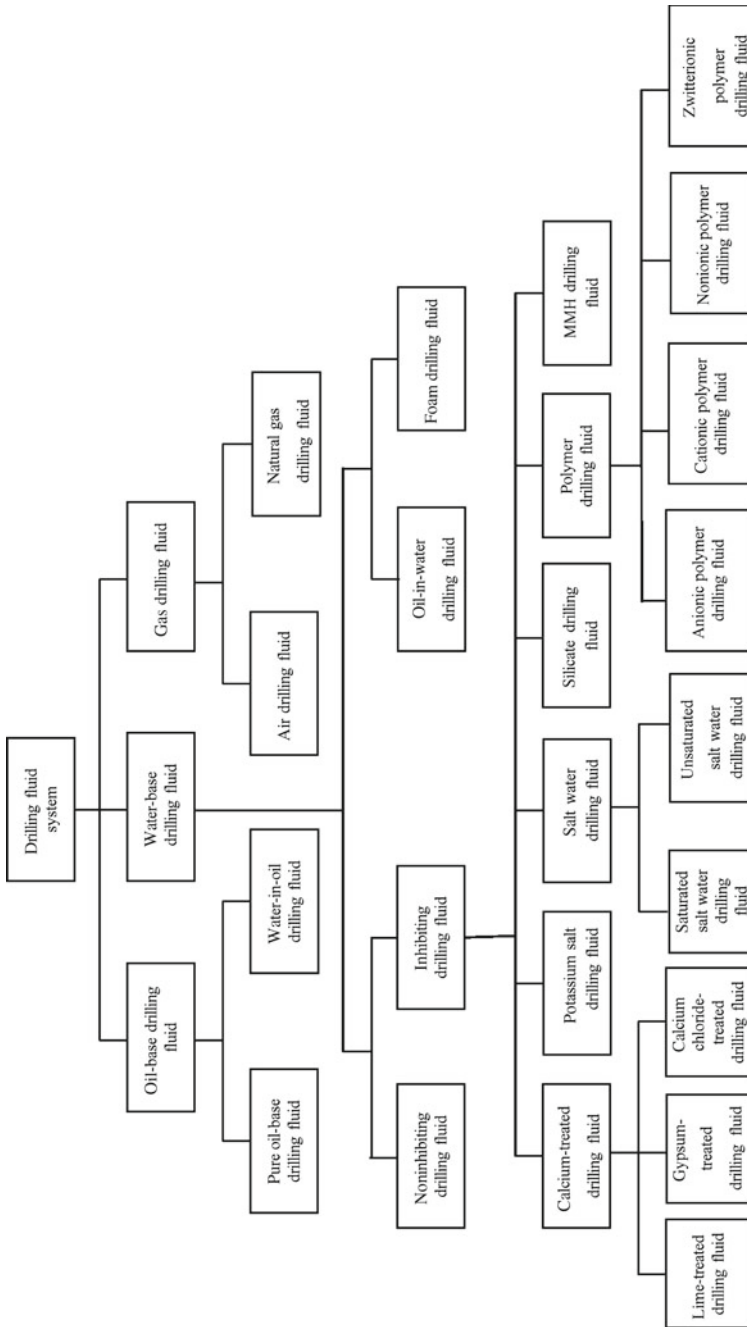 Drilling fluid
system
Oil-base drilling
fluid
Water-base
drilling fluid
Gas drilling fluid
Pure oil-base
drilling fluid
Water-in-oil
drilling fluid
Air drilling fluid
Natural gas
drilling fluid
Noninhibiting
drilling fluid
Inhibiting
drilling fluid
Oil-in-water
drilling fluid
Foam drilling fluid
Calcium-treated
drilling fluid
Potassium salt
drilling fluid
Salt water
drilling fluid
Silicate drilling
fluid
Polymer
drilling fluid
MMH drilling
fluid
Lime-treated
drilling fluid
Gypsum-
treated
drilling fluid
Calcium
chloride-
treated
drilling fluid
Saturated
salt water
drilling
fluid
Unsaturated
salt water
drilling fluid
Anionic polymer
drilling fluid
Cationic polymer
drilling fluid
Nonionic polymer
drilling fluid
Zwitterionic
polymer
drilling fluid